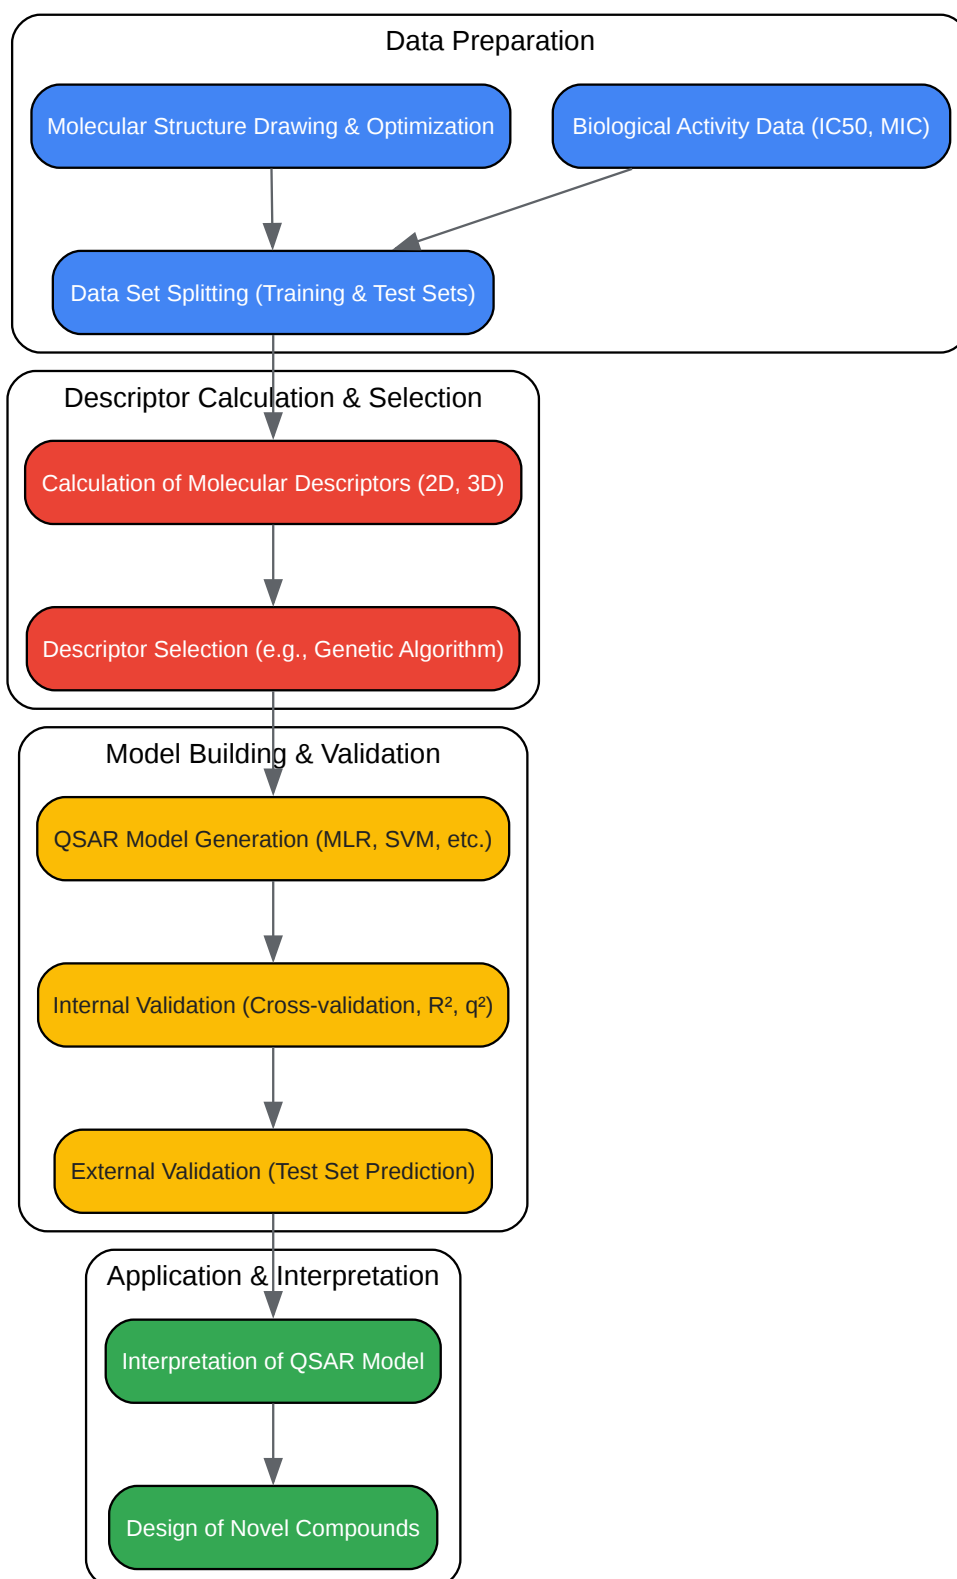 Data Preparation
Molecular Structure Drawing & Optimization
Biological Activity Data (IC50, MIC)
Data Set Splitting (Training & Test Sets)
Descriptor Calculation & Selection
Calculation of Molecular Descriptors (2D, 3D)
Descriptor Selection (e.g., Genetic Algorithm)
Model Building & Validation
QSAR Model Generation (MLR, SVM, etc.)
Internal Validation (Cross-validation, R², q²)
External Validation (Test Set Prediction)
Application & Interpretation
Interpretation of QSAR Model
Design of Novel Compounds